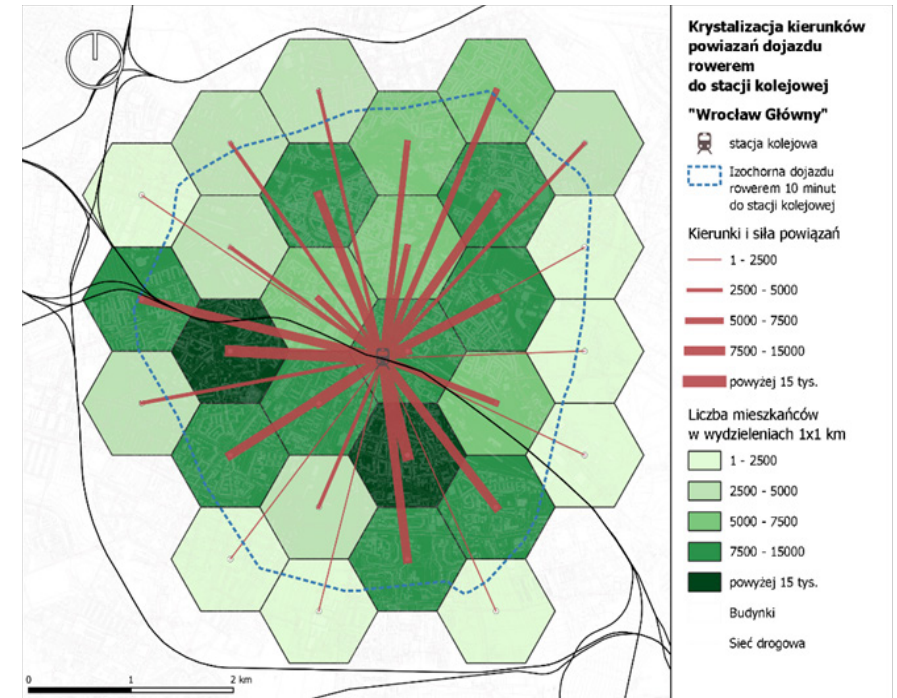 Krystalizacja kierunków
powiazań dojazdu
rowerem
do stacji kolejowej
"Wrocław Główny"
stacja kolejowa
Izochorna dojazdu
rowerem 10 minut
do stacji kolejowej
Kierunki i siła powiązań
1 - 2500
2500 - 5000
5000 - 7500
7500 - 15000
powyżej 15 tys.
Liczba mieszkańców
w wydzieleniach 1x1 km
1 - 2500
2500 - 5000
5000 - 7500
7500 - 15000
powyżej 15 tys.
Budynki
Sieć drogowa
0 1 2 km